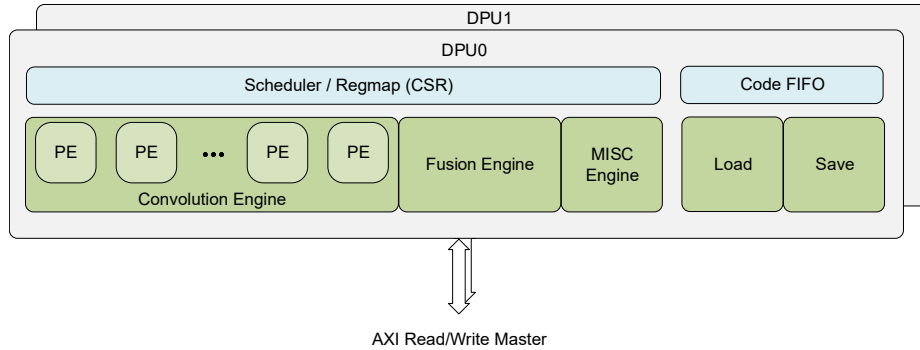 DPU1
DPU0
Scheduler / Regmap (CSR)
Code FIFO
PE
PE
•••
PE
PE
Convolution Engine
Fusion Engine
MISC
Engine
Load
Save
AXI Read/Write Master